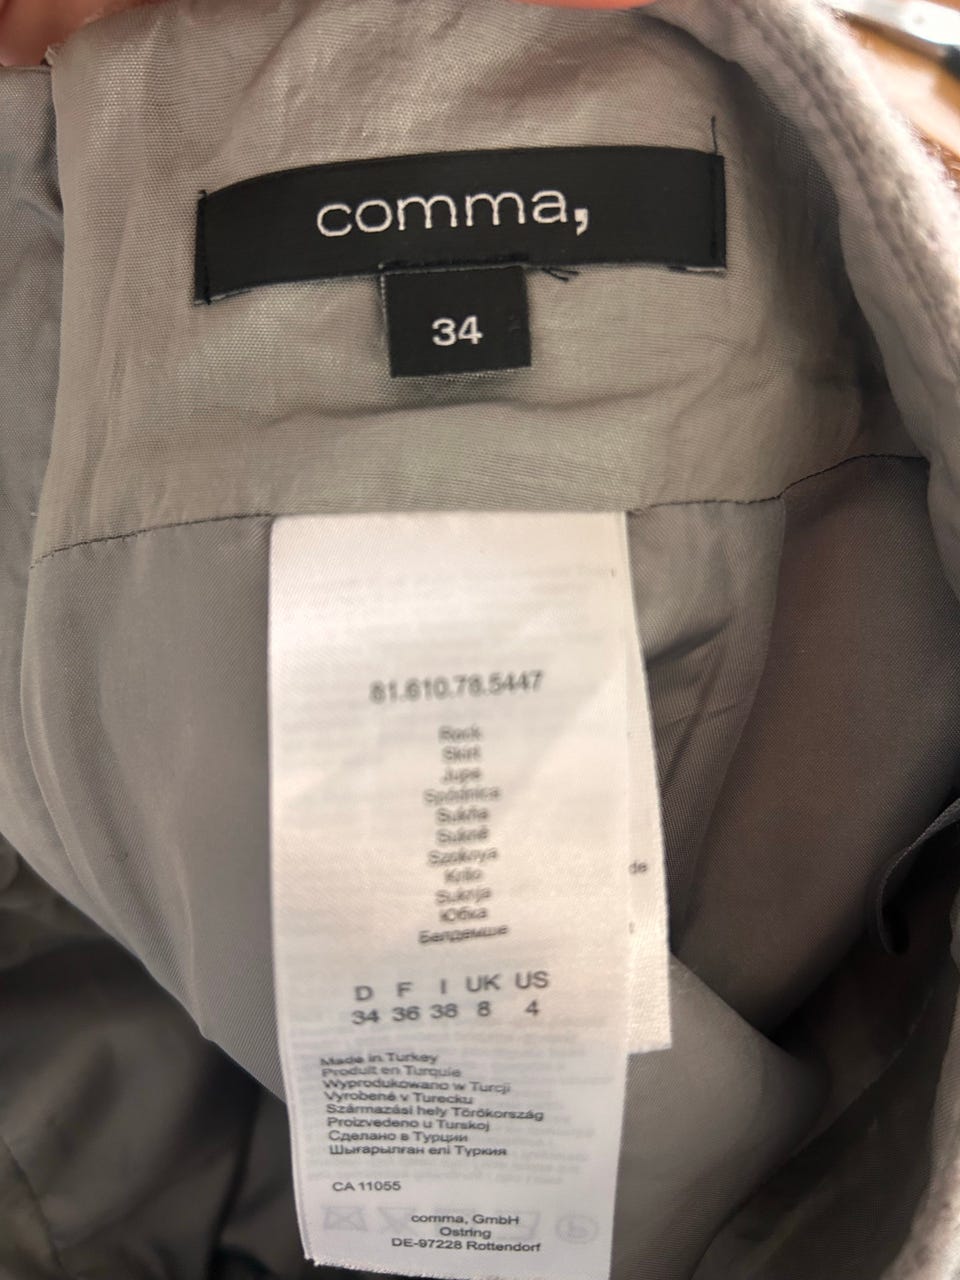 comma,
34
81.610.78.5447
Rock
Skirt
Jupe
Spódnica
Sukňa
Sukně
Szoknya
Krilo
Suknja
Юбка
Белдемше
D F I UK US
34 36 38 8 4
Made in Turkey
Produit en Turquie
Wyprodukowano w Turcji
Vyrobené v Turecku
Származási hely Törökország
Proizvedeno u Turskoj
Сделано в Турции
Шығарылған елі Туркия
CA 11055
comma, GmbH
Ostring
DE-97228 Rottendorf
de